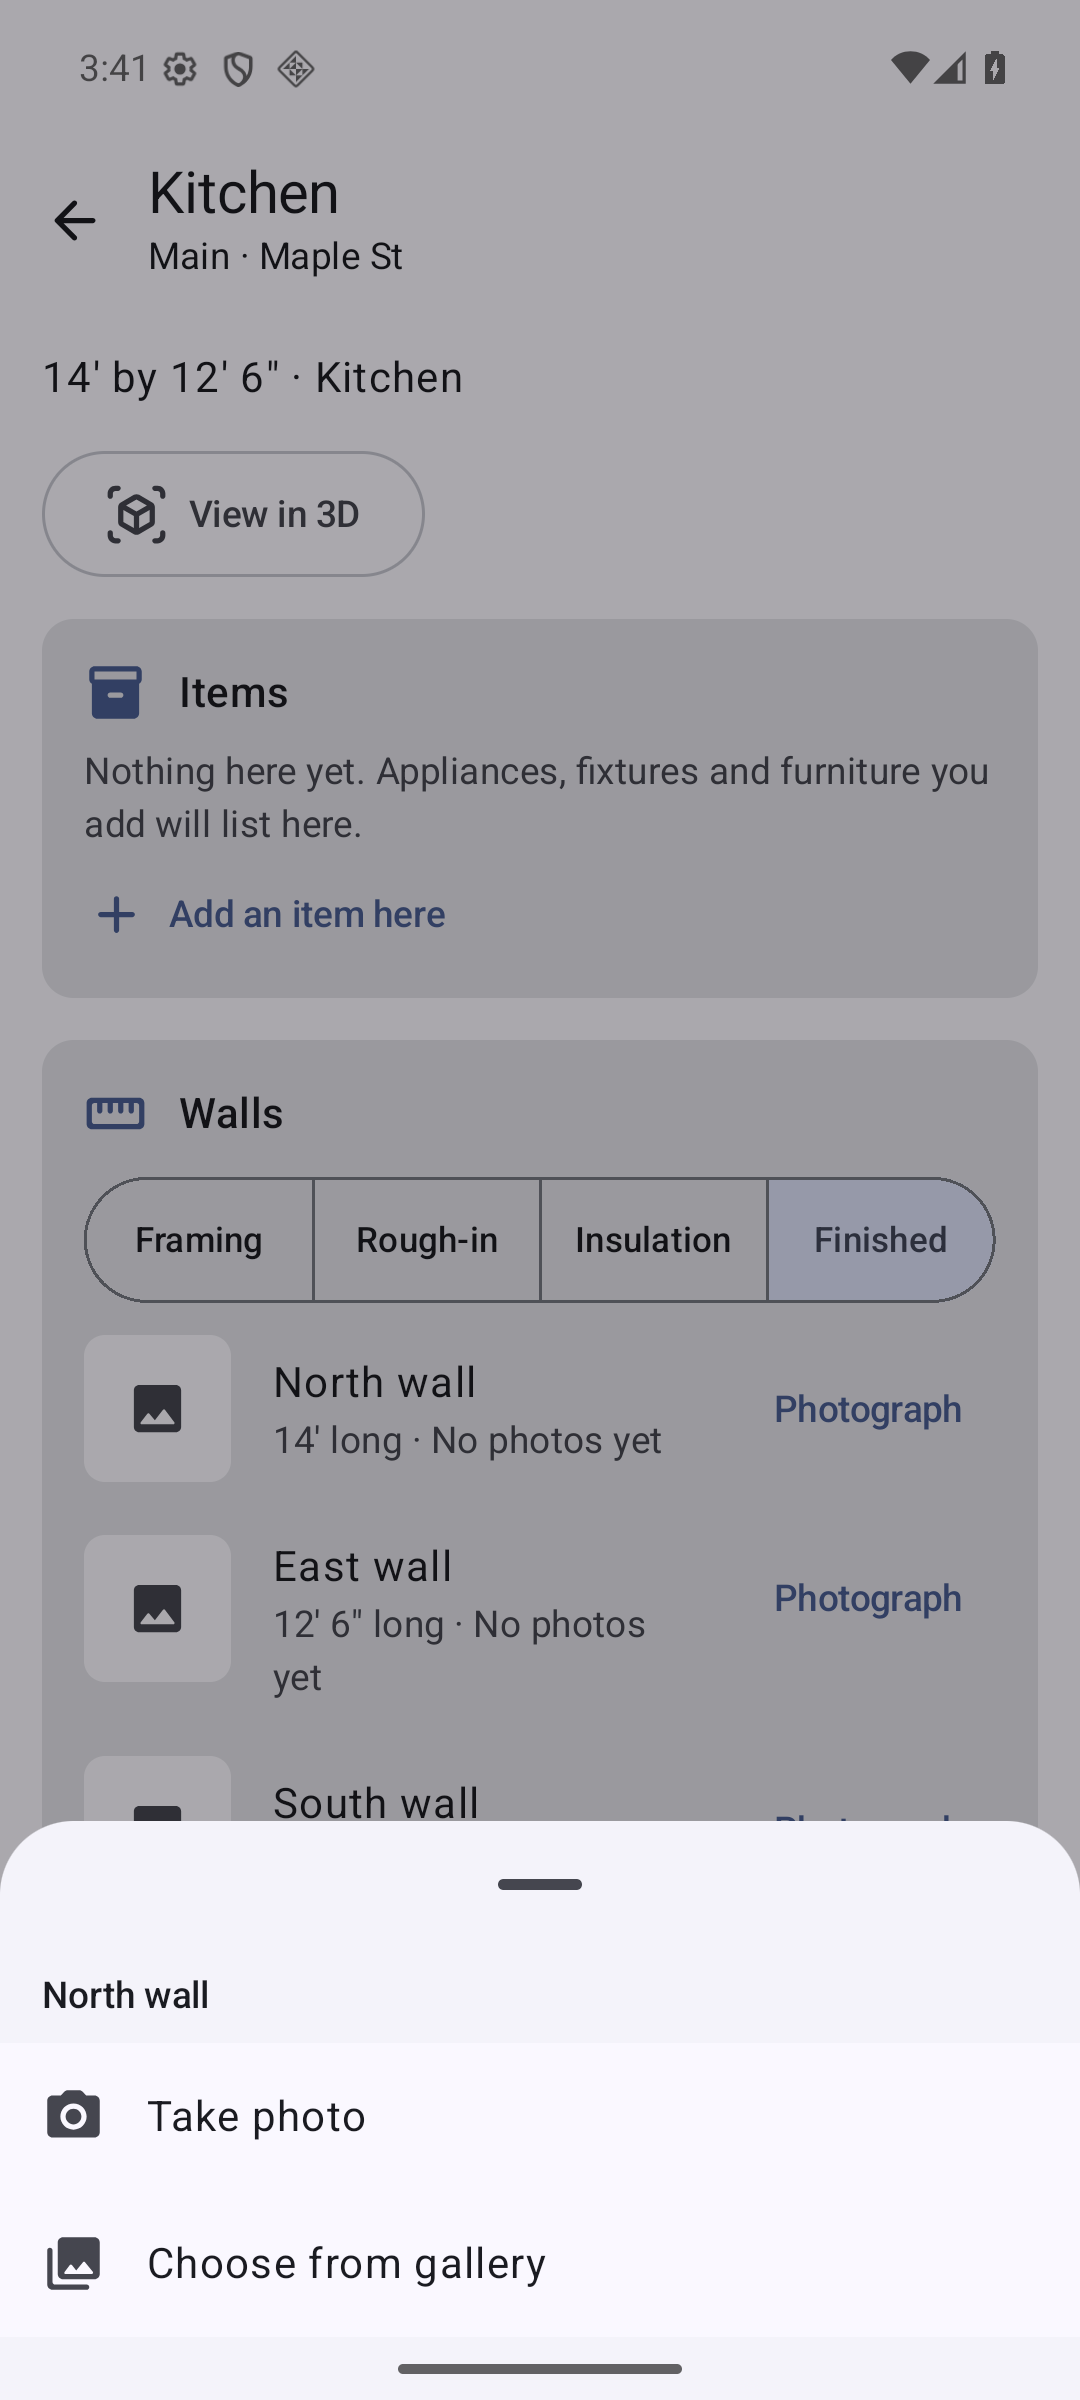 3:41
Kitchen
Main · Maple St
14' by 12' 6" · Kitchen
View in 3D
Items
Nothing here yet. Appliances, fixtures and furniture you
add will list here.
Add an item here
Walls
Framing
Rough-in
Insulation
Finished
North wall
14' long · No photos yet
Photograph
East wall
12' 6" long · No photos
yet
Photograph
South wall
North wall
Take photo
Choose from gallery